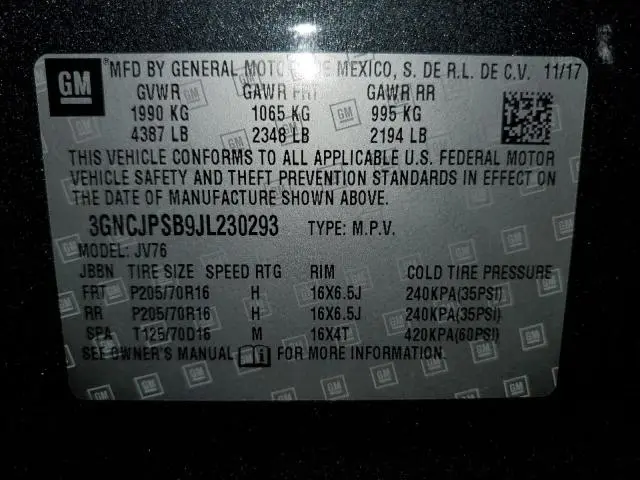 GM
® MFD BY GENERAL MOTO DE MEXICO, S. DE R.L. DE C.V. 11/17
GVWR GAWR FRT GAWR RR
1990 KG 1065 KG 995 KG
4387 LB 2348 LB 2194 LB
THIS VEHICLE CONFORMS TO ALL APPLICABLE U.S. FEDERAL MOTOR
VEHICLE SAFETY AND THEFT PREVENTION STANDARDS IN EFFECT ON
THE DATE OF MANUFACTURE SHOWN ABOVE.
3GNCJPSB9JL230293 TYPE: M.P.V.
MODEL: JV76
JBBN TIRE SIZE SPEED RTG RIM COLD TIRE PRESSURE
FRT P205/70R16 H 16X6.5J 240KPA(35PSI)
RR P205/70R16 H 16X6.5J 240KPA(35PSI)
SPA T125/70D16 M 16X4T 420KPA(60PSI)
SEE OWNER'S MANUAL FOR MORE INFORMATION.